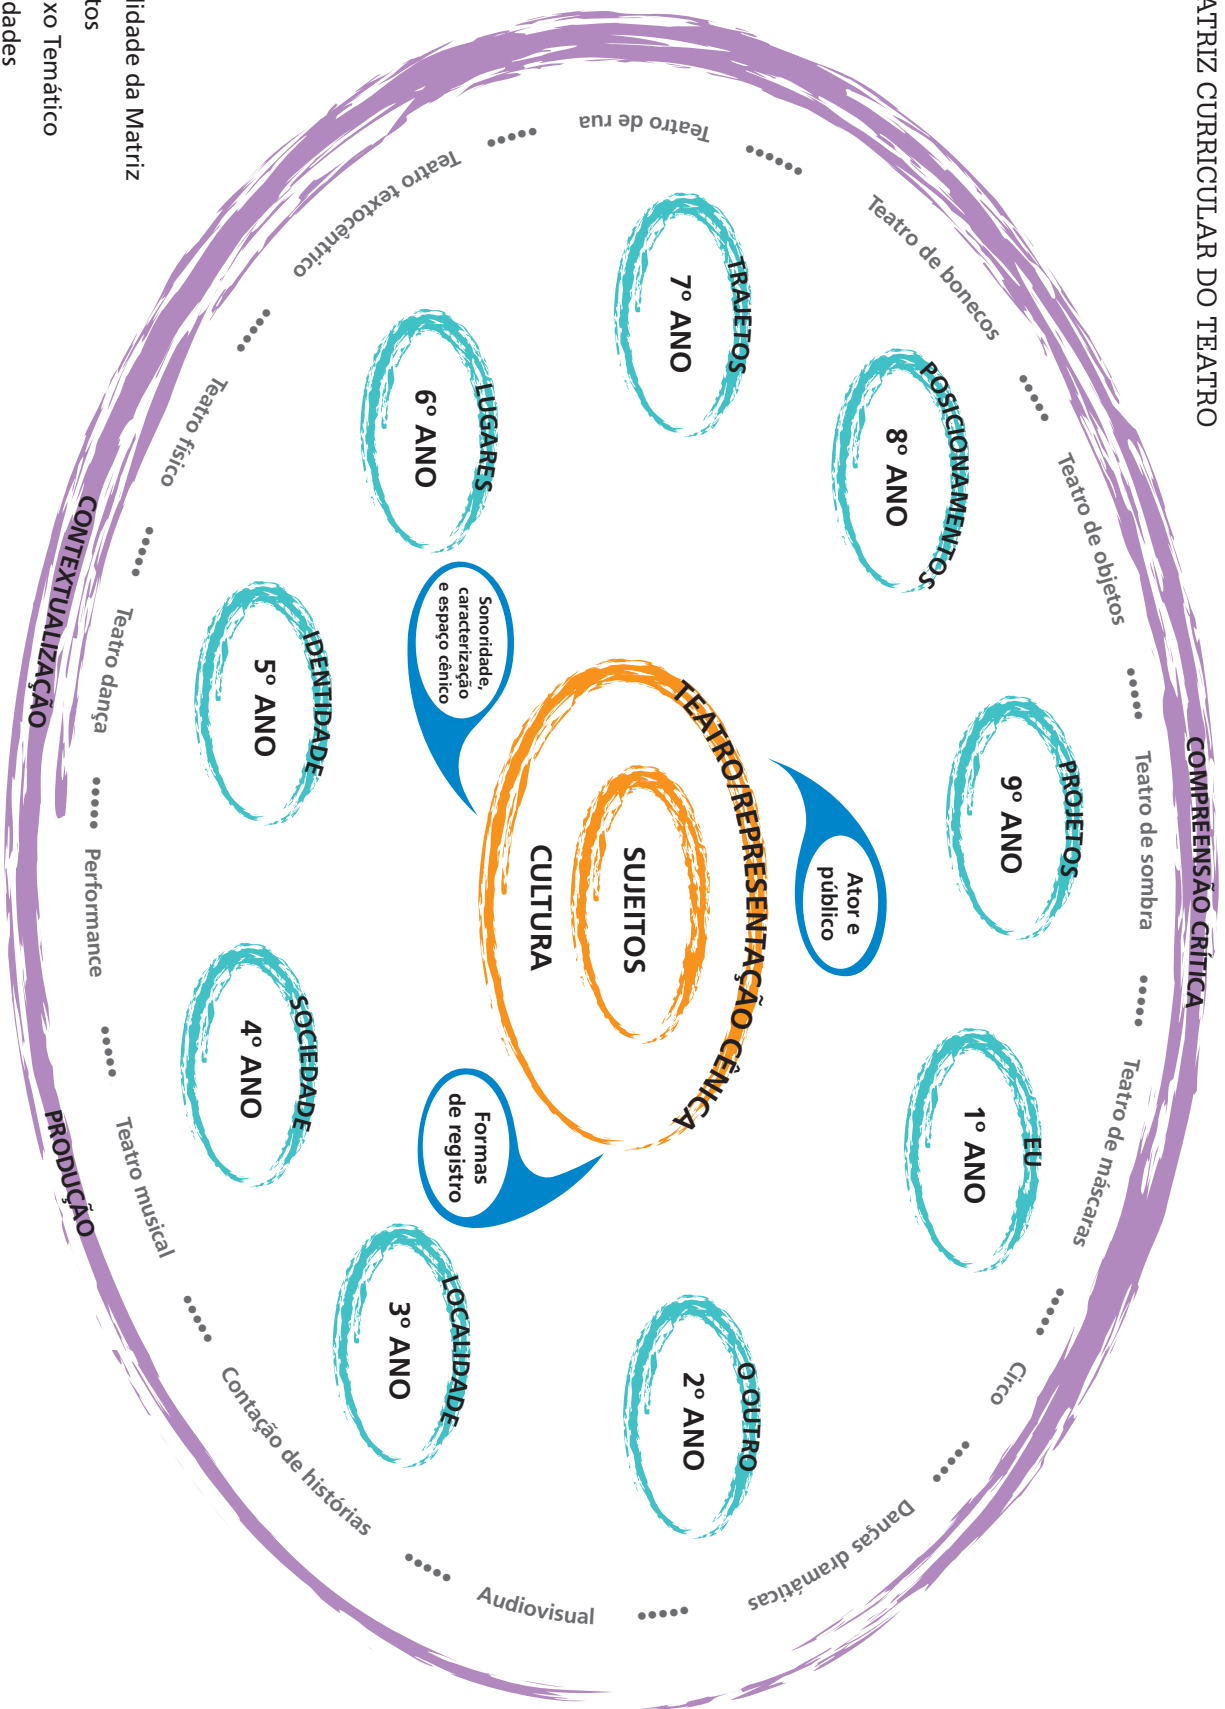 ATRIZ CURRICULAR DO TEATRO
COMPREENSÃO CRÍTICA
Teatro de rua
Teatro de bonecos
Teatro de objetos
Teatro de sombra
Teatro de máscaras
Circo
Danças dramáticas
Audiovisual
Contação de histórias
Teatro musical
Performance
Teatro dança
Teatro físico
Teatro textocêntrico
PROJETOS
9º ANO
EU
1º ANO
POSICIONAMENTOS
8º ANO
O OUTRO
2º ANO
TRAJETOS
7º ANO
Ator e
público
TEATRO/REPRESENTAÇÃO CÊNICA
SUJEITOS
CULTURA
LUGARES
6º ANO
Sonoridade,
caracterização
e espaço cênico
Formas
de registro
LOCALIDADE
3º ANO
IDENTIDADE
5º ANO
SOCIEDADE
4º ANO
CONTEXTUALIZAÇÃO
PRODUÇÃO
lidade da Matriz
tos
xo Temático
dades